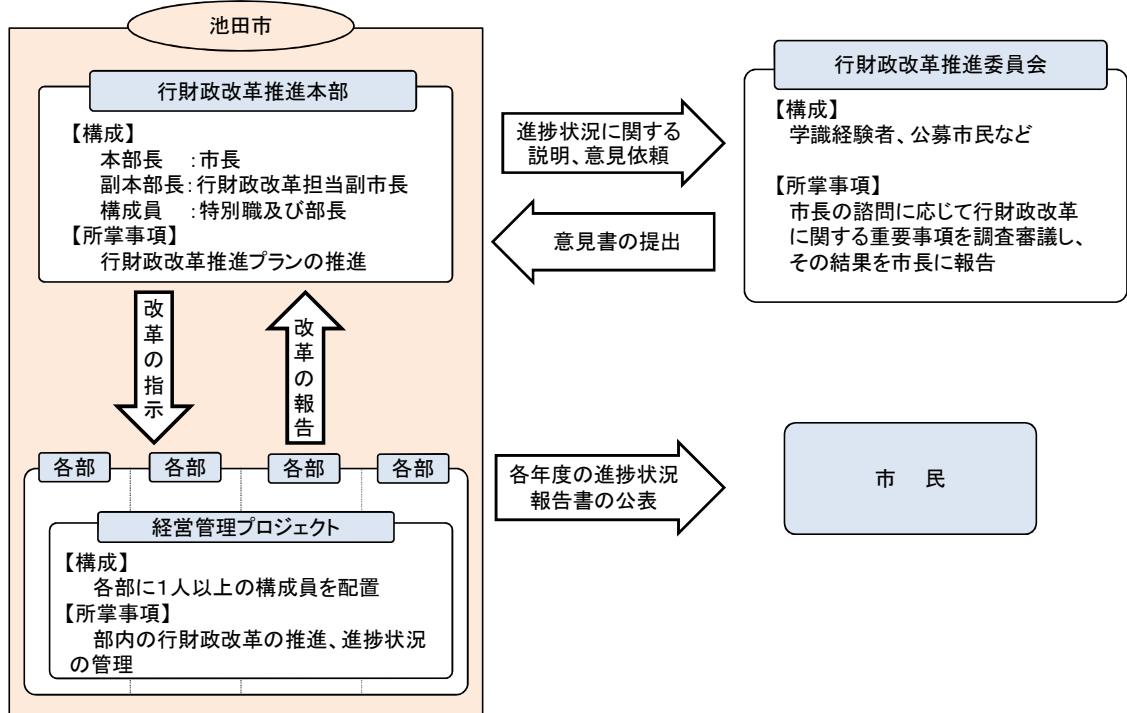 池田市
行財政改革推進本部
【構成】
本部長　：市長
副本部長：行財政改革担当副市長
構成員　：特別職及び部長
【所掌事項】
行財政改革推進プランの推進
進捗状況に関する
説明、意見依頼
意見書の提出
行財政改革推進委員会
【構成】
学識経験者、公募市民など
【所掌事項】
市長の諮問に応じて行財政改革
に関する重要事項を調査審議し、
その結果を市長に報告
改革の指示
改革の報告
各部
各部
各部
各部
経営管理プロジェクト
【構成】
各部に１人以上の構成員を配置
【所掌事項】
部内の行財政改革の推進、進捗状況
の管理
各年度の進捗状況
報告書の公表
市　民